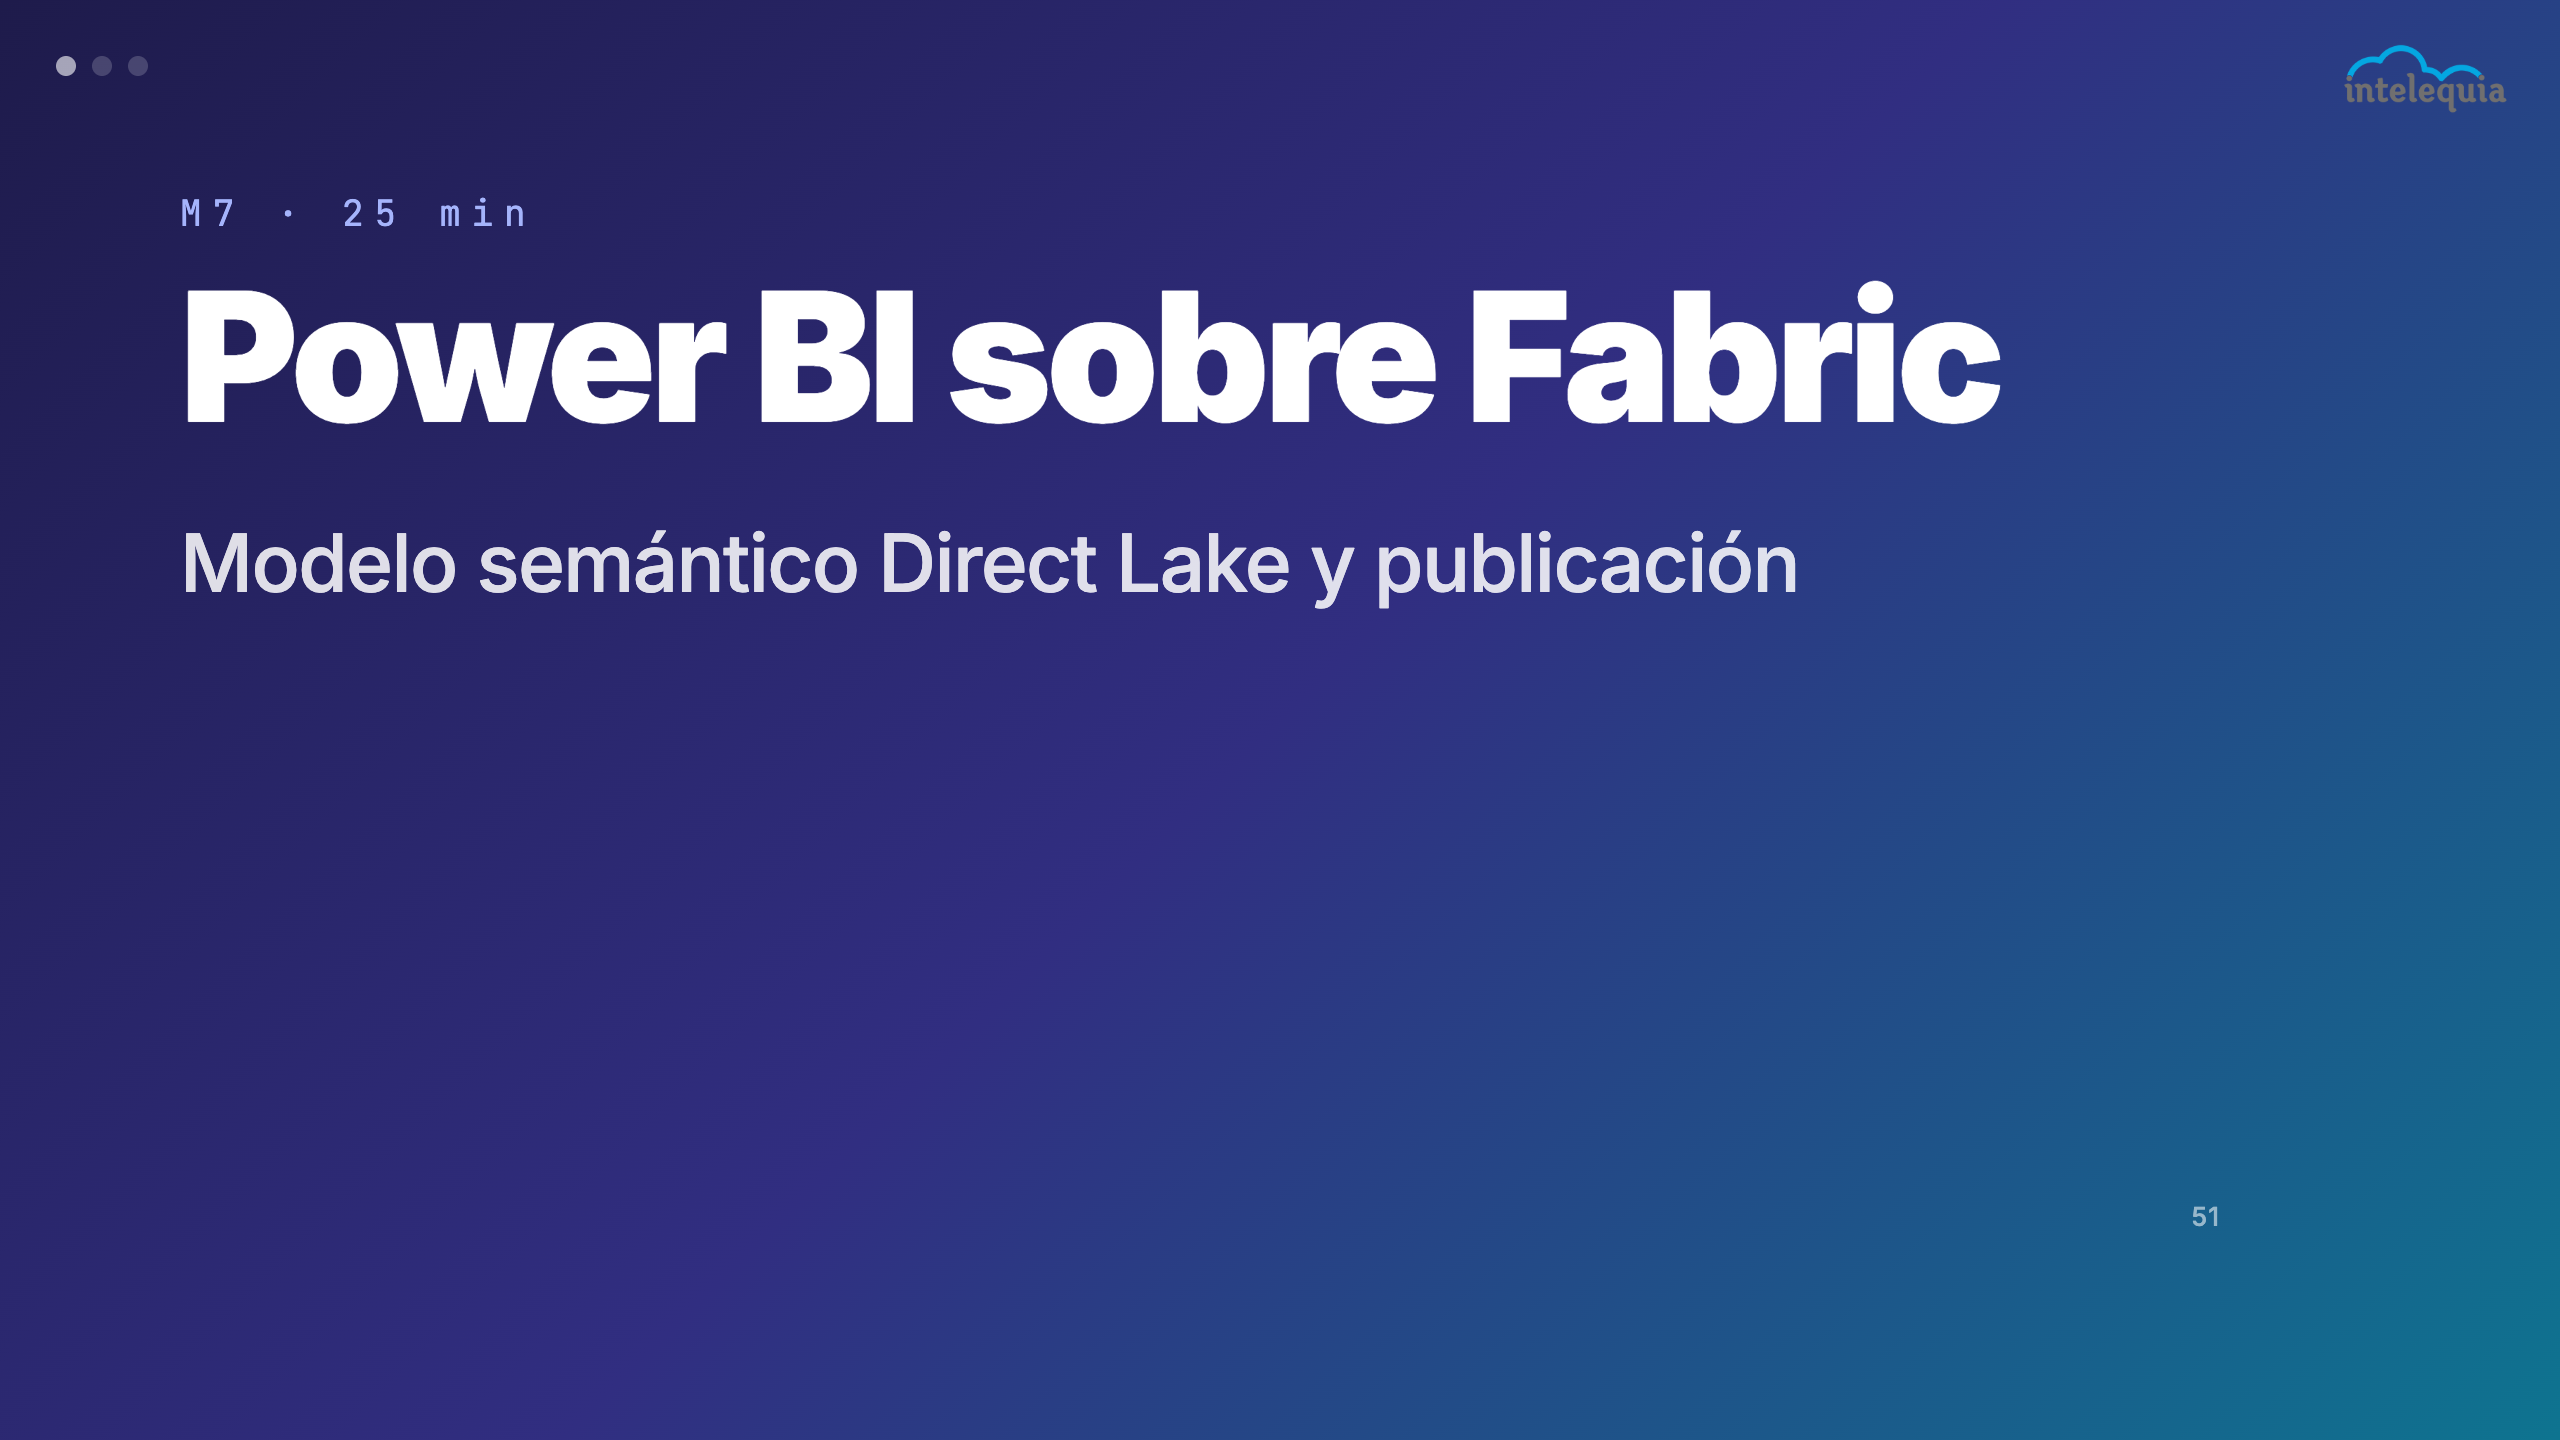 intelequia
M7 · 25 min
Power BI sobre Fabric
Modelo semántico Direct Lake y publicación
51